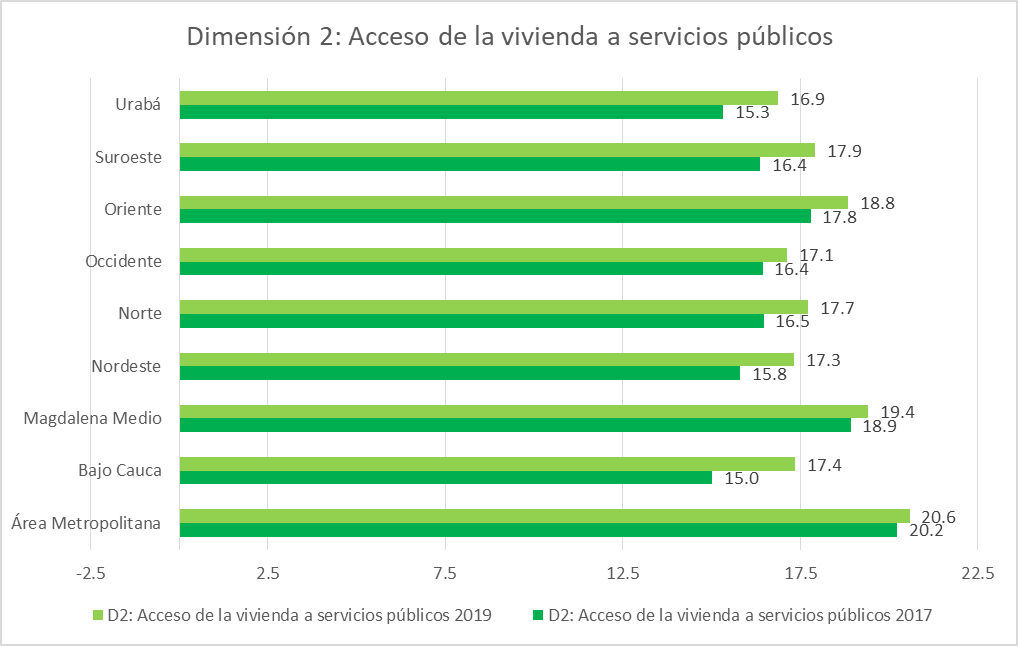 Dimensión 2: Acceso de la vivienda a servicios públicos
Urabá
16.9
15.3
Suroeste
17.9
16.4
Oriente
18.8
17.8
Occidente
17.1
16.4
Norte
17.7
16.5
Nordeste
17.3
15.8
Magdalena Medio
19.4
18.9
Bajo Cauca
17.4
15.0
Área Metropolitana
20.6
20.2
-2.5 2.5 7.5 12.5 17.5 22.5
D2: Acceso de la vivienda a servicios públicos 2019 D2: Acceso de la vivienda a servicios públicos 2017